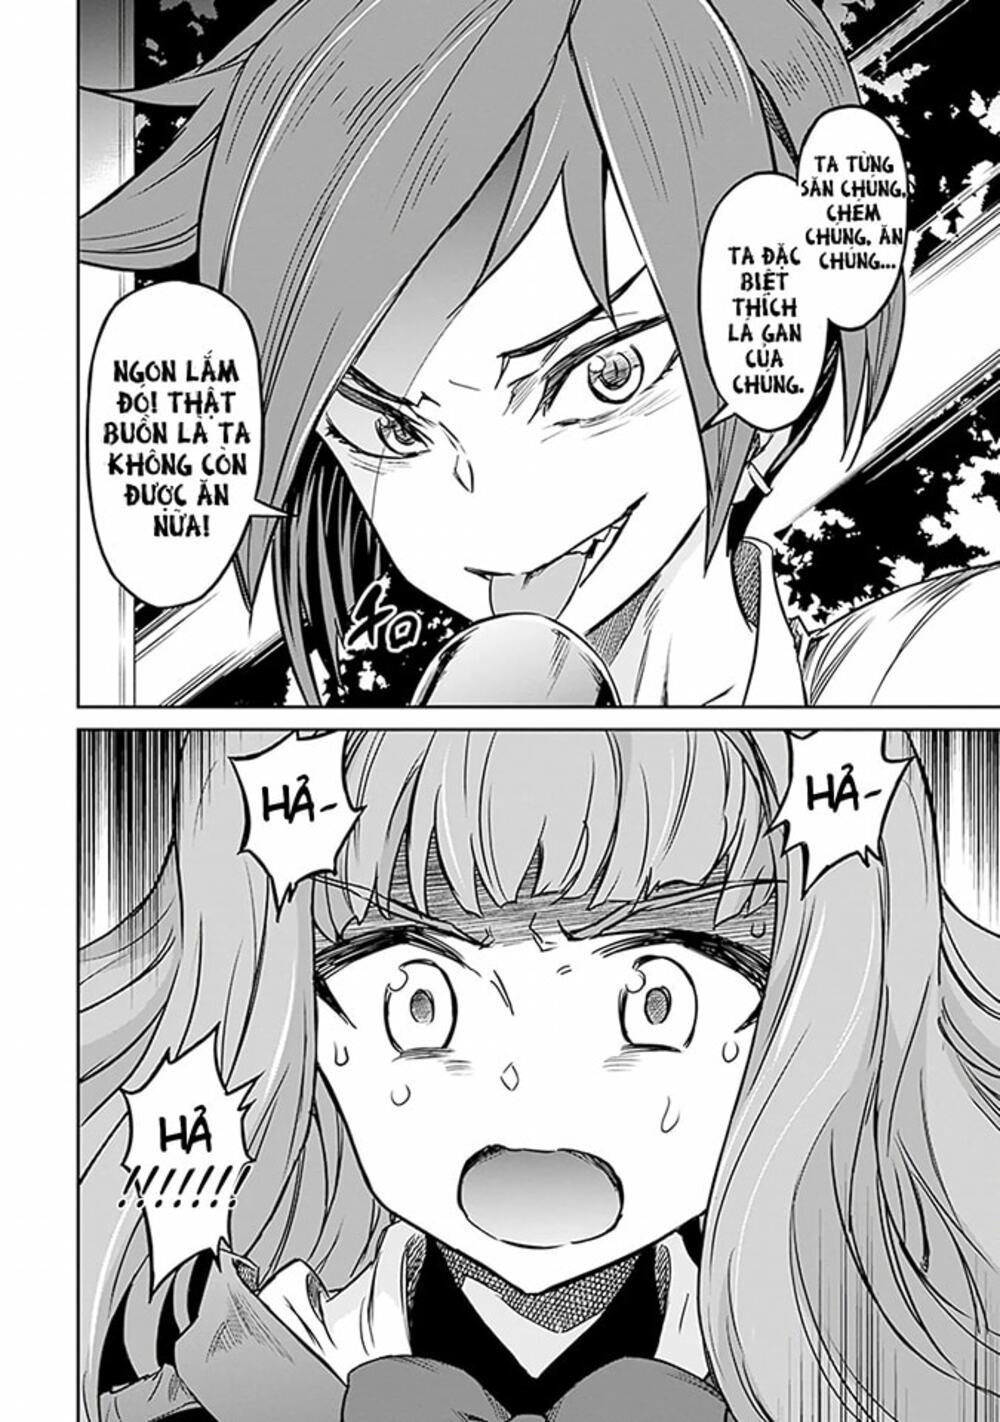 TA TỪNG
SĂN CHÚNG,
CHÉM
CHÚNG, ĂN
CHÚNG...
TA ĐẶC
BIỆT
THÍCH
LÁ GAN
CỦA
CHÚNG.
NGON LẮM
ĐÓ! THẬT
BUỒN LÀ TA
KHÔNG CÒN
ĐƯỢC ĂN
NỮA!
HẢ-
HẢ-
HẢ
!!!!!!!